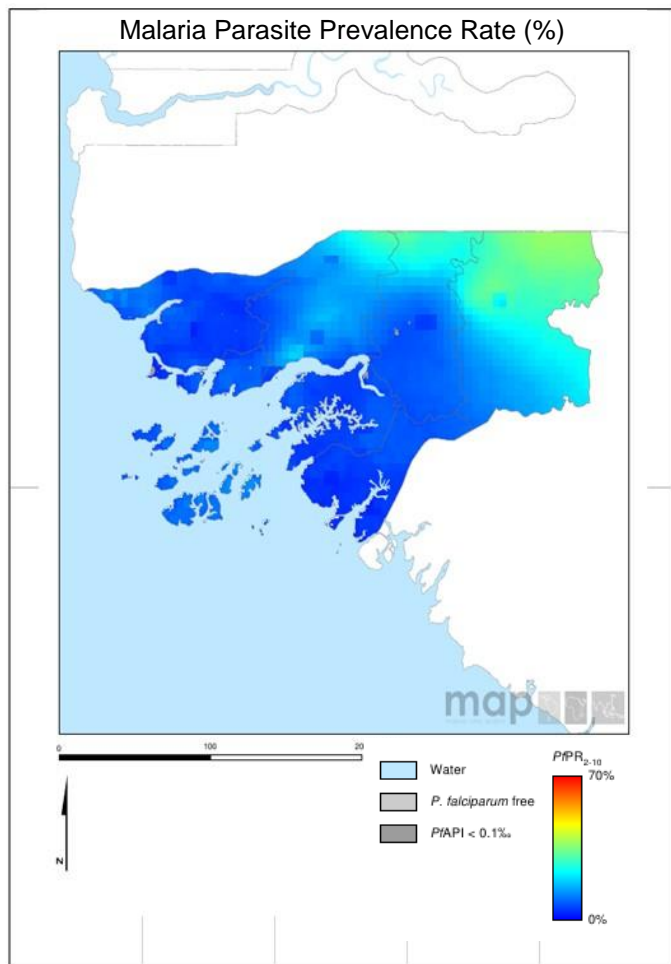 Malaria Parasite Prevalence Rate (%)
map
0 100 20
Water
P. falciparum free
PfAPI < 0.1‰
PfPR2-10
70%
0%
N